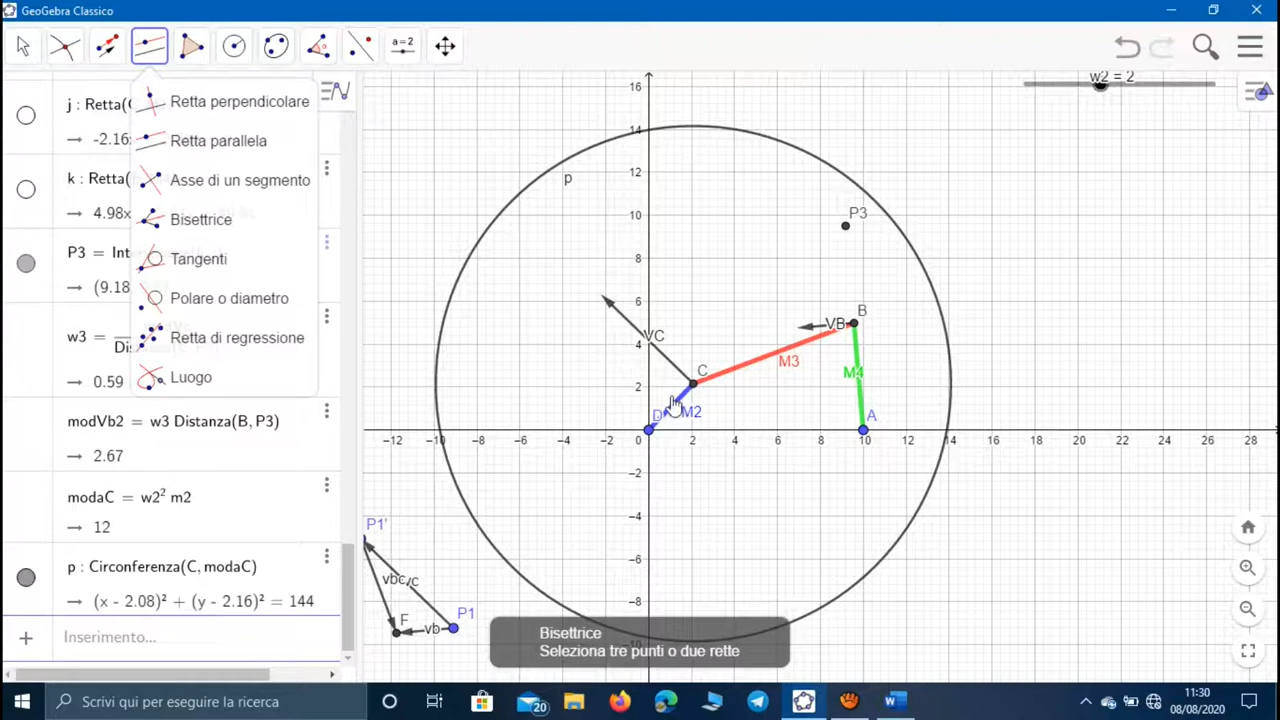 GeoGebra Classico
a=2
j : Retta(
→ -2.16
k : Retta(
→ 4.98x
P3 = Int
→ (9.18
w3 =
Di
→ 0.59
modVb2 = w3 Distanza(B, P3)
→ 2.67
modaC = w2² m2
→ 12
p : Circonferenza(C, modaC)
→ (x - 2.08)² + (y - 2.16)² = 144
+ Inserimento...
Retta perpendicolare
Retta parallela
Asse di un segmento
Bisettrice
Tangenti
Polare o diametro
Retta di regressione
Luogo
w2 = 2
16
14
12
10
8
6
4
2
-2
-4
-6
-8
-12 -10 -8 -6 -4 -2 0 2 4 6 8 10 12 14 16 18 20 22 24 26 28
p
P3
B
VB
VC
M3
C
M4
D
M2
A
P1'
vbc
F
vb
P1
Bisettrice
Seleziona tre punti o due rette
Scrivi qui per eseguire la ricerca
20
11:30
08/08/2020